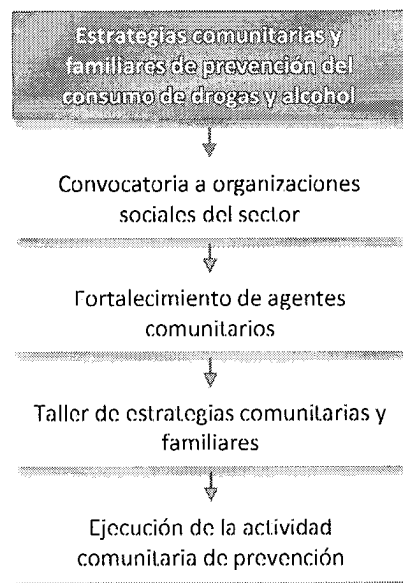 Estrategias comunitarias y
familiares de prevención del
consumo de drogas y alcohol
Convocatoria a organizaciones
sociales del sector
Fortalecimiento de agentes
comunitarios
Taller de estrategias comunitarias y
familiares
Ejecución de la actividad
comunitaria de prevención